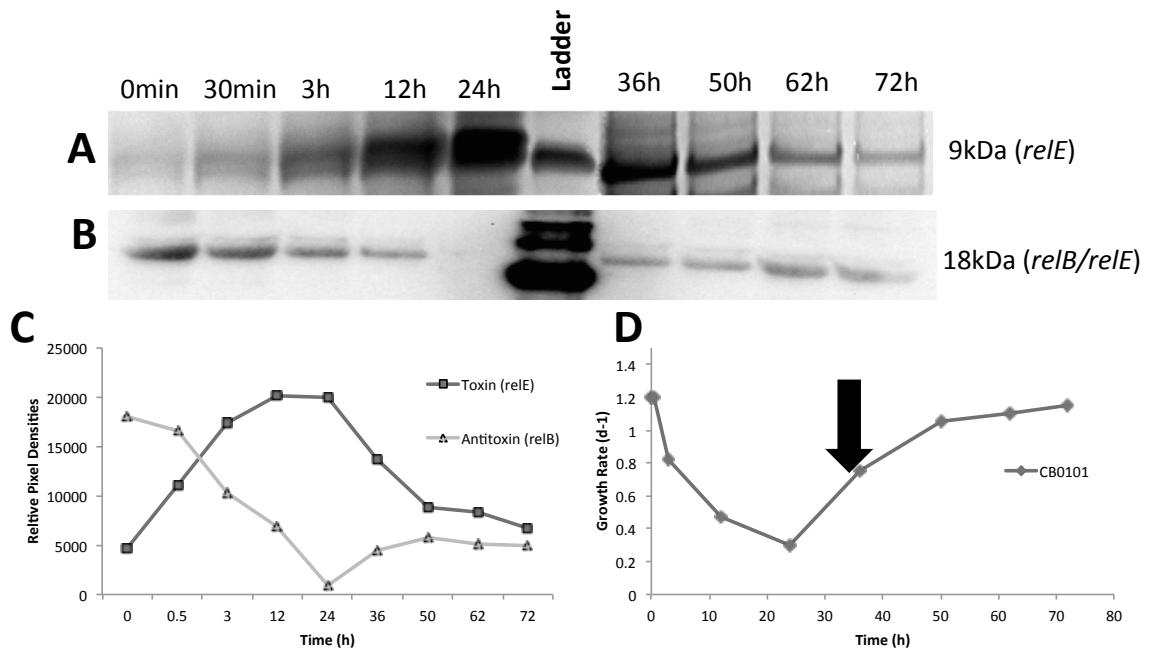 Ladder
0min 30min 3h 12h 24h 36h 50h 62h 72h
A
9kDa (relE)
B
18kDa (relB/relE)
C
Reltive Pixel Densities
25000
20000
15000
10000
5000
0
0 0.5 3 12 24 36 50 62 72
Time (h)
Toxin (relE)
Antitoxin (relB)
D
Growth Rate (d-1)
1.4
1.2
1
0.8
0.6
0.4
0.2
0
0 10 20 30 40 50 60 70 80
Time (h)
CB0101